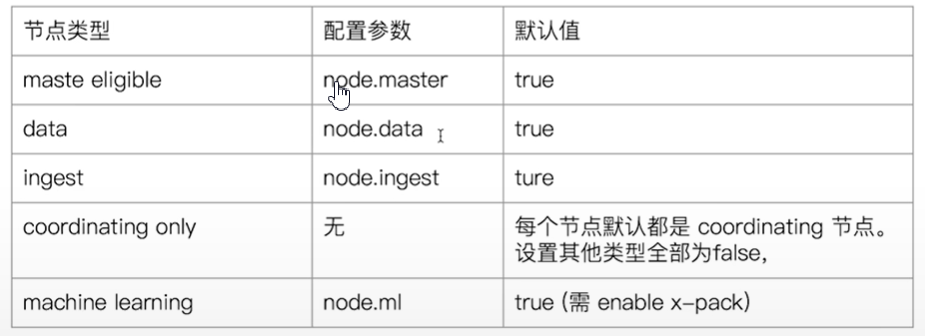 节点类型 配置参数 默认值
maste eligible node.master true
data node.data true
ingest node.ingest ture
coordinating only 无 每个节点默认都是 coordinating 节点。
设置其他类型全部为false，
machine learning node.ml true (需 enable x-pack)